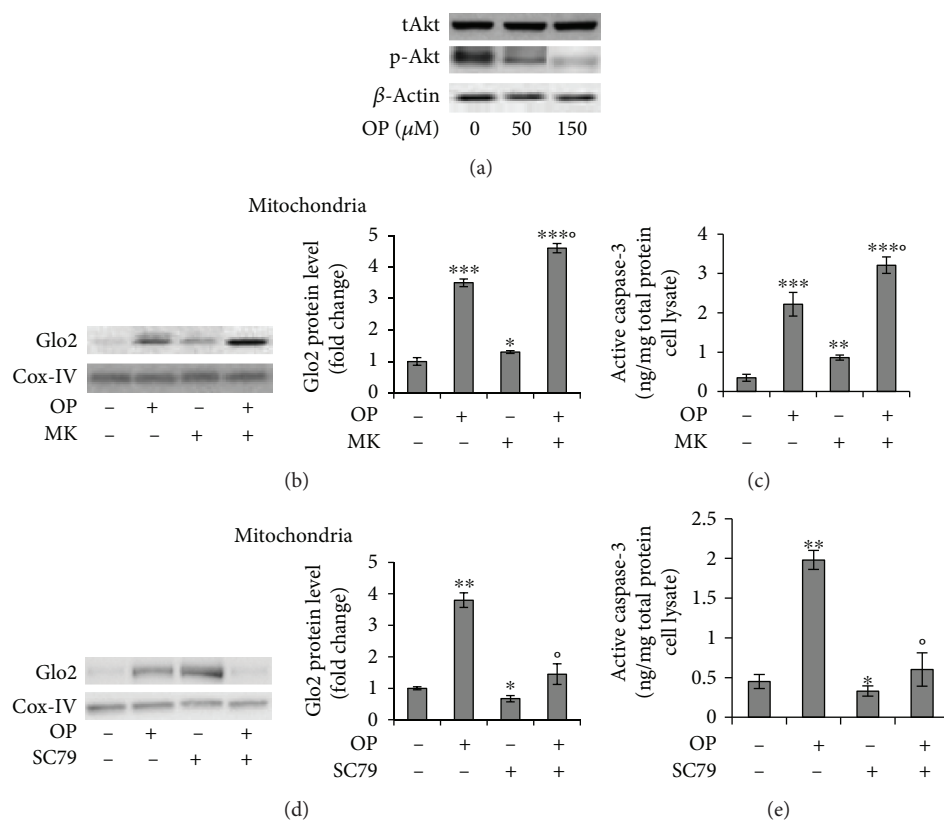 tAkt
p-Akt
β-Actin
OP (μM) 0 50 150
(a)
Mitochondria
Glo2
Cox-IV
OP – + – +
MK – – + +
Glo2 protein level
(fold change)
5
4
3
2
1
0
***
*
***°
OP – + – +
MK – – + +
(b)
Active caspase-3
(ng/mg total protein
cell lysate)
4
3
2
1
0
***
**
***°
OP – + – +
MK – – + +
(c)
Mitochondria
Glo2
Cox-IV
OP – + – +
SC79 – – + +
Glo2 protein level
(fold change)
5
4
3
2
1
0
**
*
°
OP – + – +
SC79 – – + +
(d)
Active caspase-3
(ng/mg total protein
cell lysate)
2.5
2
1.5
1
0.5
0
**
*
°
OP – + – +
SC79 – – + +
(e)